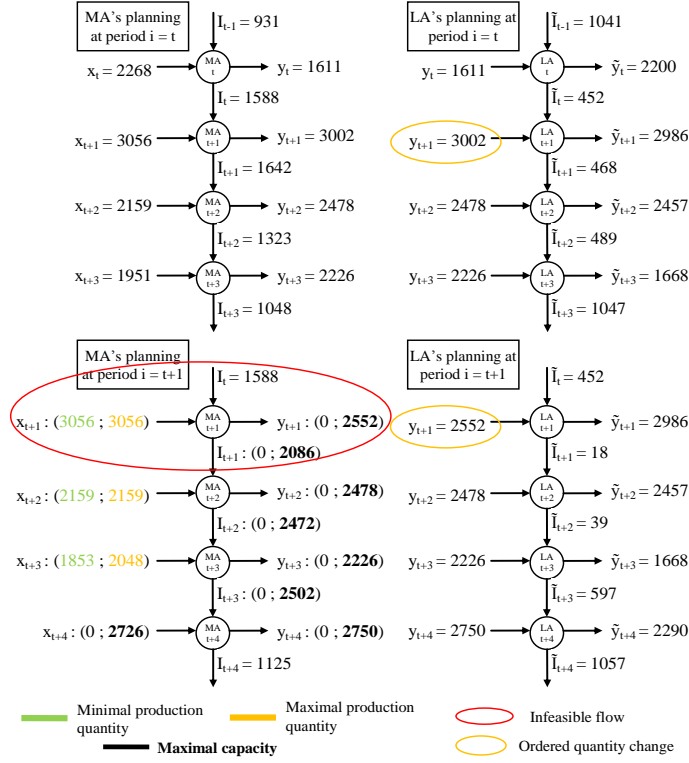 MA's planning
at period i = t
I_{t-1} = 931
x_t = 2268
MA
t
y_t = 1611
I_t = 1588
x_{t+1} = 3056
MA
t+1
y_{t+1} = 3002
I_{t+1} = 1642
x_{t+2} = 2159
MA
t+2
y_{t+2} = 2478
I_{t+2} = 1323
x_{t+3} = 1951
MA
t+3
y_{t+3} = 2226
I_{t+3} = 1048
LA's planning at
period i = t
Ĩ_{t-1} = 1041
y_t = 1611
LA
t
ỹ_t = 2200
Ĩ_t = 452
y_{t+1} = 3002
LA
t+1
ỹ_{t+1} = 2986
Ĩ_{t+1} = 468
y_{t+2} = 2478
LA
t+2
ỹ_{t+2} = 2457
Ĩ_{t+2} = 489
y_{t+3} = 2226
LA
t+3
ỹ_{t+3} = 1668
Ĩ_{t+3} = 1047
MA's planning
at period i = t+1
I_t = 1588
x_{t+1} : (3056 ; 3056)
MA
t+1
y_{t+1} : (0 ; 2552)
I_{t+1} : (0 ; 2086)
x_{t+2} : (2159 ; 2159)
MA
t+2
y_{t+2} : (0 ; 2478)
I_{t+2} : (0 ; 2472)
x_{t+3} : (1853 ; 2048)
MA
t+3
y_{t+3} : (0 ; 2226)
I_{t+3} : (0 ; 2502)
x_{t+4} : (0 ; 2726)
MA
t+4
y_{t+4} : (0 ; 2750)
I_{t+4} = 1125
LA's planning at
period i = t+1
Ĩ_t = 452
y_{t+1} = 2552
LA
t+1
ỹ_{t+1} = 2986
Ĩ_{t+1} = 18
y_{t+2} = 2478
LA
t+2
ỹ_{t+2} = 2457
Ĩ_{t+2} = 39
y_{t+3} = 2226
LA
t+3
ỹ_{t+3} = 1668
Ĩ_{t+3} = 597
y_{t+4} = 2750
LA
t+4
ỹ_{t+4} = 2290
Ĩ_{t+4} = 1057
Minimal production
quantity
Maximal production
quantity
Infeasible flow
Maximal capacity
Ordered quantity change